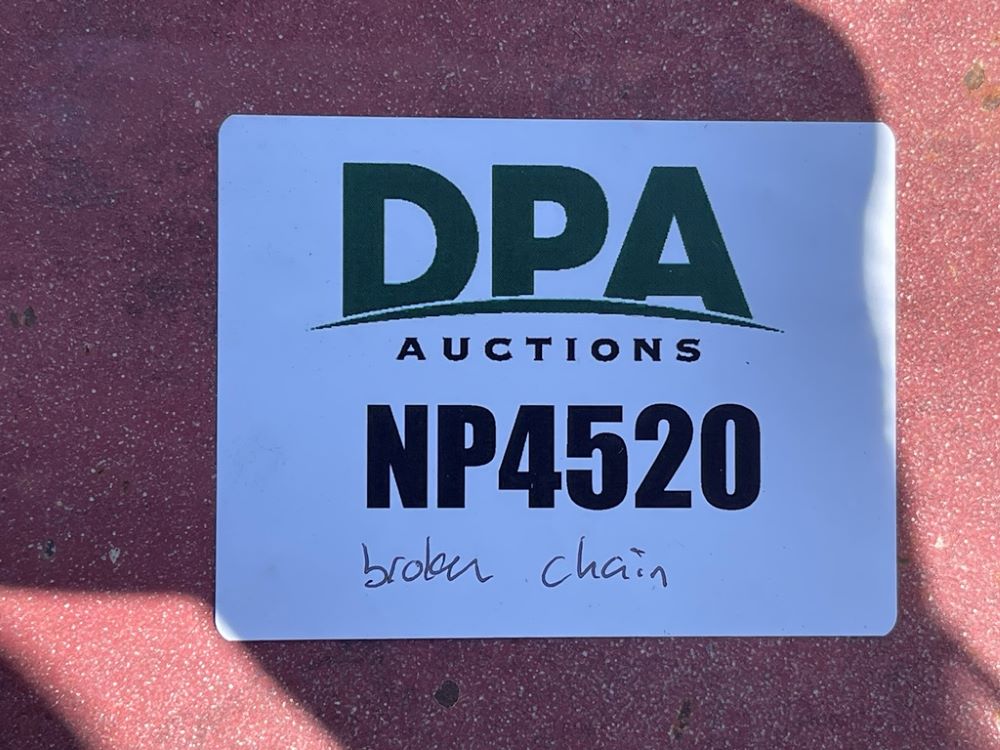 DPA
AUCTIONS
NP4520
broken chain